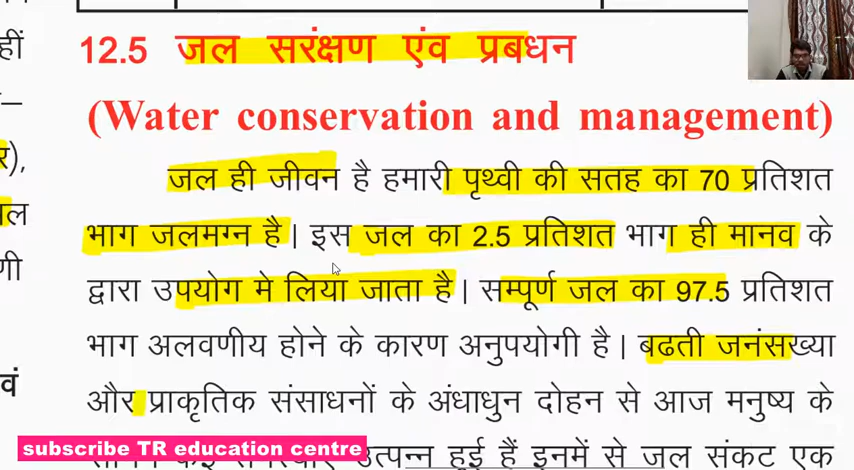 हीं
12.5 जल सरंक्षण एंव प्रबधन
(Water conservation and management)
र),
जल ही जीवन है हमारी पृथ्वी की सतह का 70 प्रतिशत
ल
भाग जलमग्न है। इस जल का 2.5 प्रतिशत भाग ही मानव के
णी
द्वारा उपयोग मे लिया जाता है। सम्पूर्ण जल का 97.5 प्रतिशत
भाग अलवणीय होने के कारण अनुपयोगी है। बढती जनंसख्या
वं
और प्राकृतिक संसाधनों के अंधाधुन दोहन से आज मनुष्य के
subscribe TR education centre
उत्पन्न हुई हैं इनमें से जल संकट एक